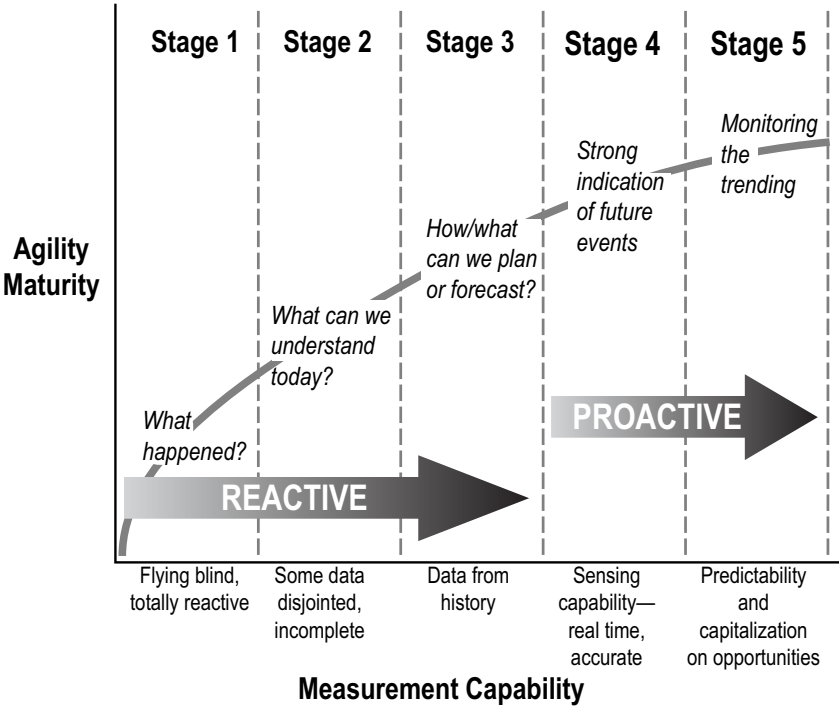 Stage 1
Stage 2
Stage 3
Stage 4
Stage 5
Agility
Maturity
What
happened?
What can we
understand
today?
How/what
can we plan
or forecast?
Strong
indication
of future
events
Monitoring
the
trending
REACTIVE
PROACTIVE
Flying blind,
totally reactive
Some data
disjointed,
incomplete
Data from
history
Sensing
capability—
real time,
accurate
Predictability
and
capitalization
on opportunities
Measurement Capability